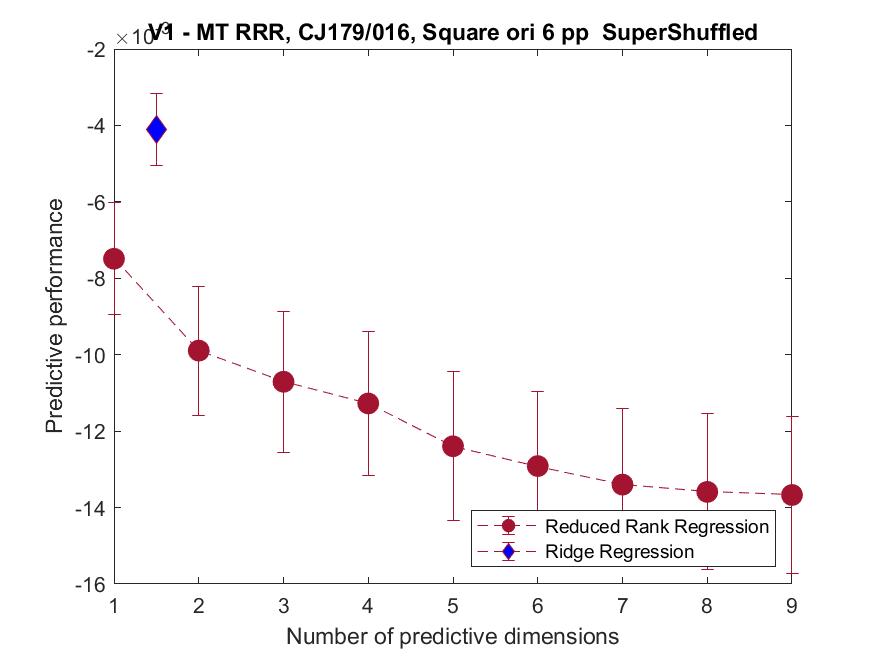 V1 - MT RRR, CJ179/016, Square ori 6 pp  SuperShuffled
×10
-2
-4
-6
-8
-10
-12
-14
-16
Predictive performance
1 2 3 4 5 6 7 8 9
Number of predictive dimensions
Reduced Rank Regression
Ridge Regression